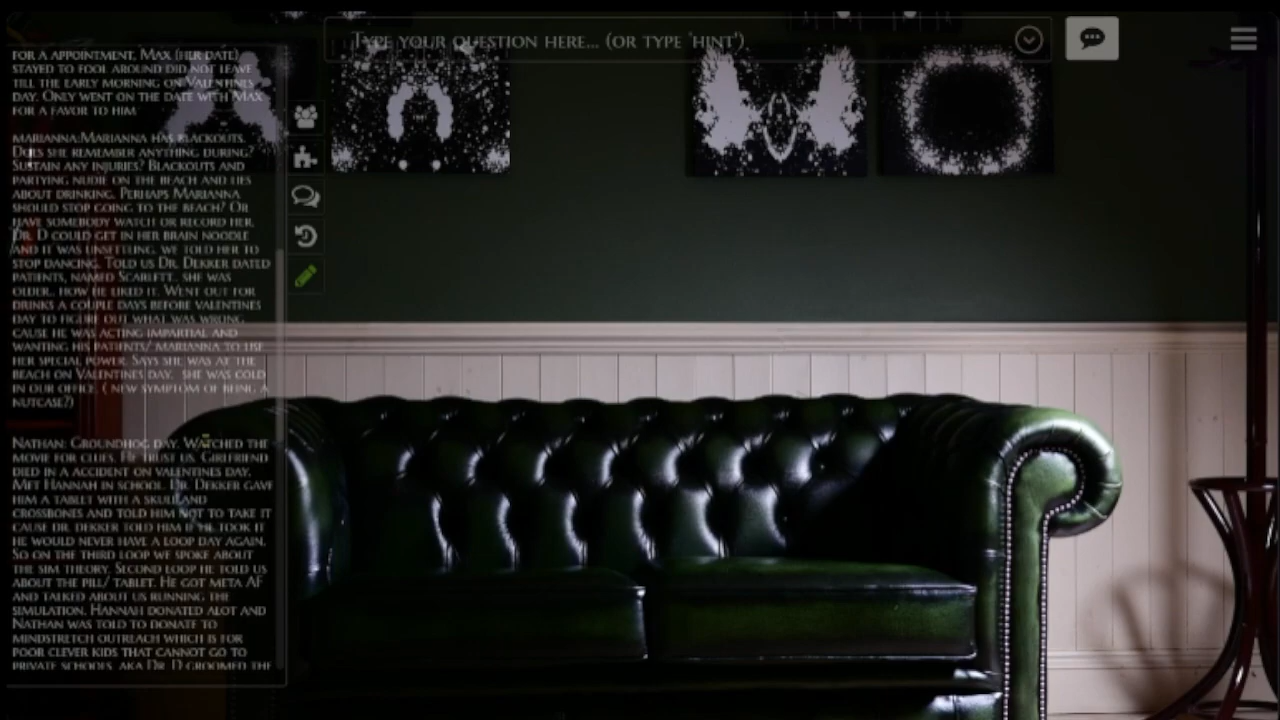 Type your question here... (or type 'hint')
for a appointment, Max (her date)
stayed to fool around did not leave
till the early morning on Valentines
day. Only went on the date with Max
for a favor to him
marianna:Marianna has blackouts.
Does she remember anything during?
Sustain any injuries? Blackouts and
partying nudie on the beach and lies
about drinking. Perhaps Marianna
should stop going to the beach? Or
have somebody watch or record her.
Dr. D could get in her brain noodle
and it was unsettling. we told her to
stop dancing. Told us Dr. Dekker dated
patients, named Scarlett.. she was
older.. how he liked it. Went out for
drinks a couple days before valentines
day to figure out what was wrong
cause he was acting impartial and
wanting his patients/ marianna to use
her special power. Says she was at the
beach on Valentines day. she was cold
in our office. ( new symptom of being a
nutcase?)
Nathan: Groundhog day. Watched the
movie for clues. He trust us. Girlfriend
died in a accident on valentines day.
Met Hannah in school. Dr. Dekker gave
him a tablet with a skull and
crossbones and told him not to take it
cause dr. dekker told him if he took it
he would never have a loop day again.
So on the third loop we spoke about
the sim theory. Second loop he told us
about the pill/ tablet. He got meta AF
and talked about us running the
simulation. Hannah donated alot and
Nathan was told to donate to
mindstretch outreach which is for
poor clever kids that cannot go to
private schools. aka Dr. D groomed the